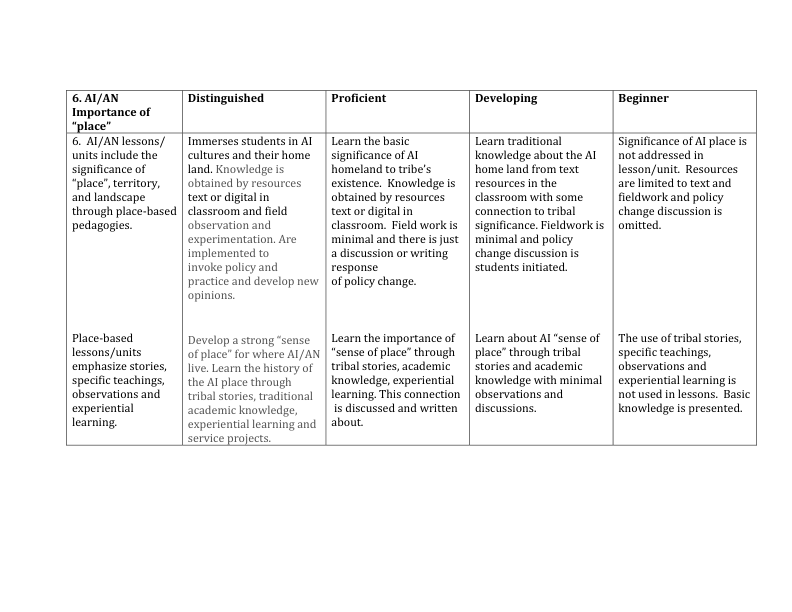 6. AI/AN
Importance of
“place”
Distinguished
Proficient
Developing
Beginner
6.  AI/AN lessons/
units include the
significance of
“place”, territory,
and landscape
through place-based
pedagogies.
Immerses students in AI
cultures and their home
land. Knowledge is
obtained by resources
text or digital in
classroom and field
observation and
experimentation. Are
implemented to
invoke policy and
practice and develop new
opinions.
Learn the basic
significance of AI
homeland to tribe’s
existence.  Knowledge is
obtained by resources
text or digital in
classroom.  Field work is
minimal and there is just
a discussion or writing
response
of policy change.
Learn traditional
knowledge about the AI
home land from text
resources in the
classroom with some
connection to tribal
significance. Fieldwork is
minimal and policy
change discussion is
students initiated.
Significance of AI place is
not addressed in
lesson/unit.  Resources
are limited to text and
fieldwork and policy
change discussion is
omitted.
Place-based
lessons/units
emphasize stories,
specific teachings,
observations and
experiential
learning.
Develop a strong “sense
of place” for where AI/AN
live. Learn the history of
the AI place through
tribal stories, traditional
academic knowledge,
experiential learning and
service projects.
Learn the importance of
“sense of place” through
tribal stories, academic
knowledge, experiential
learning. This connection
is discussed and written
about.
Learn about AI “sense of
place” through tribal
stories and academic
knowledge with minimal
observations and
discussions.
The use of tribal stories,
specific teachings,
observations and
experiential learning is
not used in lessons.  Basic
knowledge is presented.